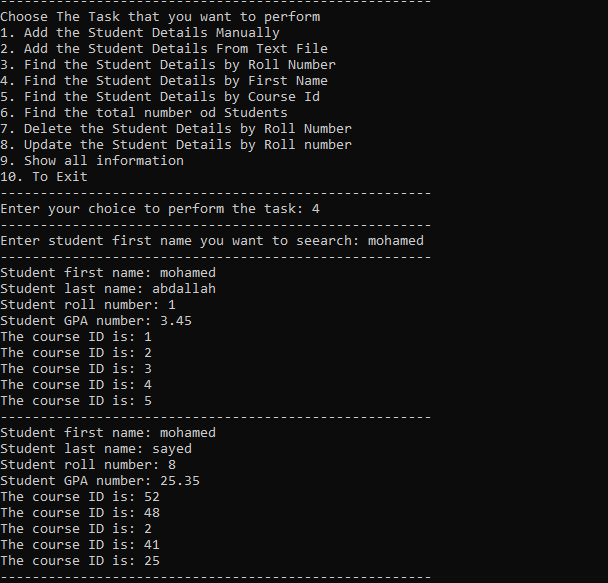 ------------------------------------------------------
Choose The Task that you want to perform
1. Add the Student Details Manually
2. Add the Student Details From Text File
3. Find the Student Details by Roll Number
4. Find the Student Details by First Name
5. Find the Student Details by Course Id
6. Find the total number od Students
7. Delete the Student Details by Roll Number
8. Update the Student Details by Roll number
9. Show all information
10. To Exit
------------------------------------------------------
Enter your choice to perform the task: 4
------------------------------------------------------
Enter student first name you want to seearch: mohamed
------------------------------------------------------
Student first name: mohamed
Student last name: abdallah
Student roll number: 1
Student GPA number: 3.45
The course ID is: 1
The course ID is: 2
The course ID is: 3
The course ID is: 4
The course ID is: 5
------------------------------------------------------
Student first name: mohamed
Student last name: sayed
Student roll number: 8
Student GPA number: 25.35
The course ID is: 52
The course ID is: 48
The course ID is: 2
The course ID is: 41
The course ID is: 25
------------------------------------------------------